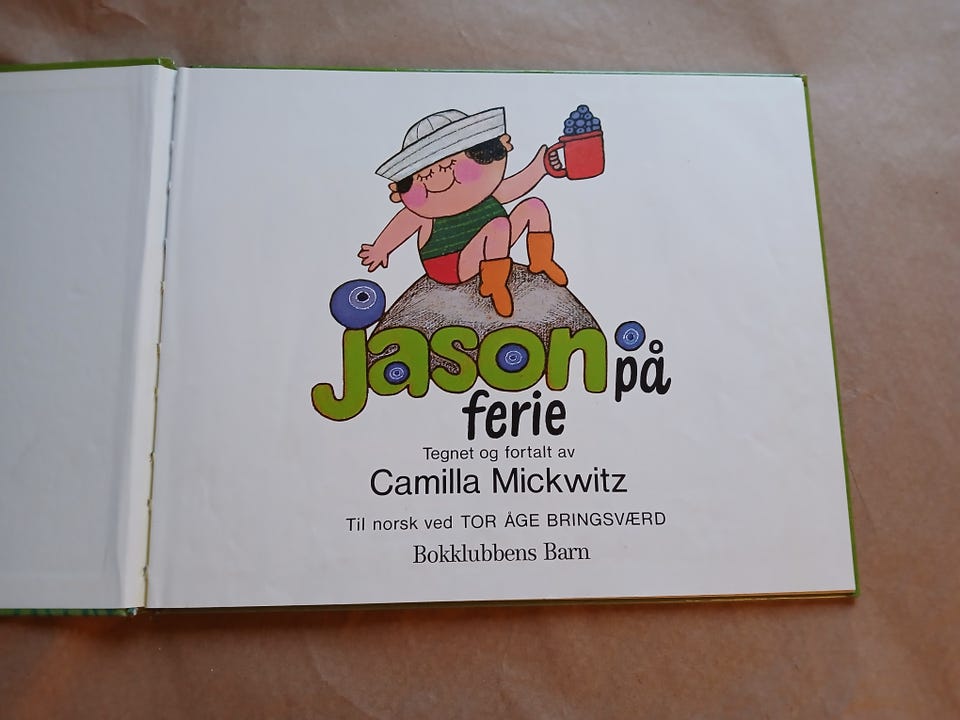 jason på
ferie
Tegnet og fortalt av
Camilla Mickwitz
Til norsk ved TOR ÅGE BRINGSVÆRD
Bokklubbens Barn